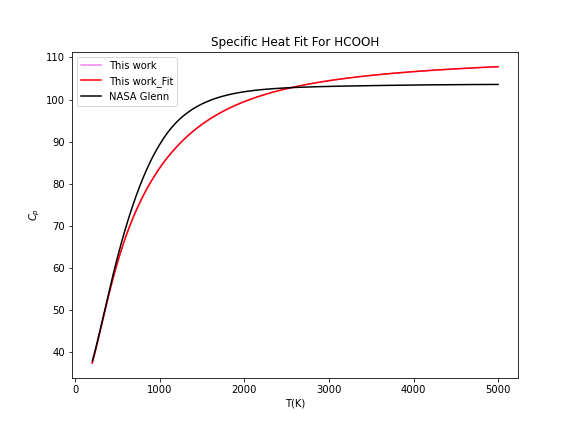 Specific Heat Fit For HCOOH
This work
This work_Fit
NASA Glenn
110
100
90
80
70
60
50
40
C_p
0 1000 2000 3000 4000 5000
T(K)